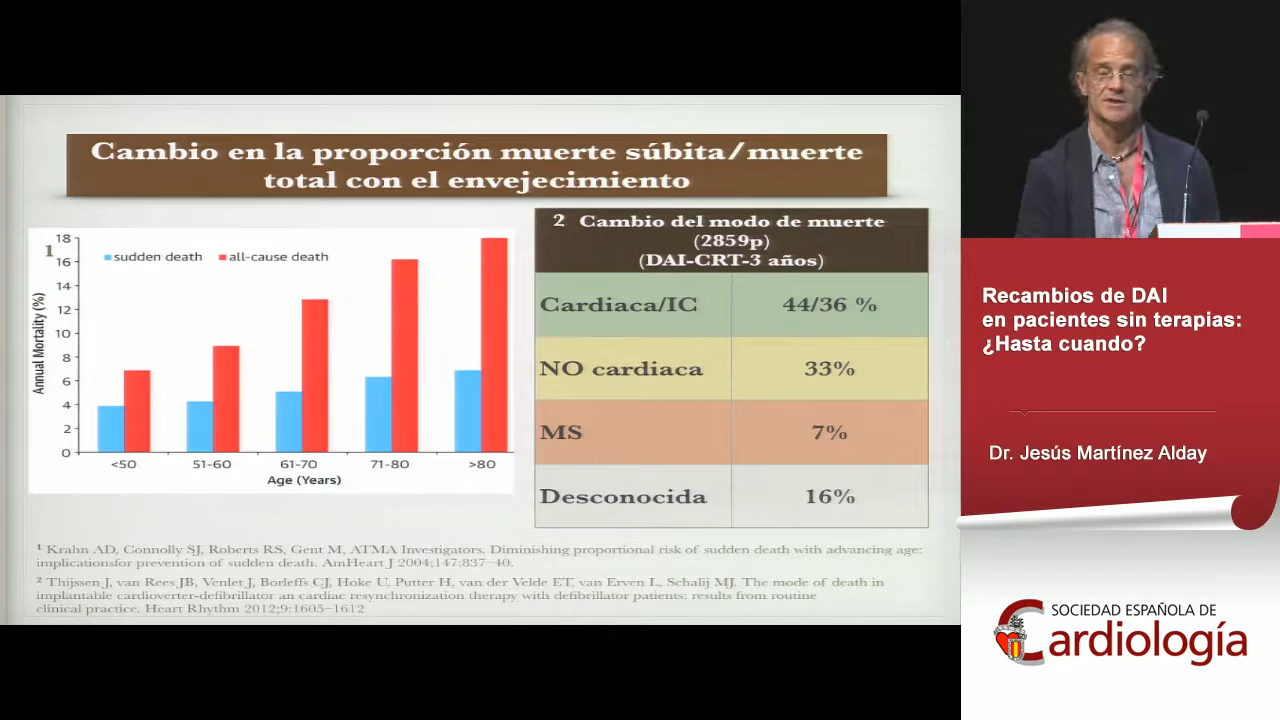 Cambio en la proporción muerte súbita/muerte
total con el envejecimiento
1
18
16
14
12
10
8
6
4
2
0
Annual Mortality (%)
sudden death
all-cause death
<50
51-60
61-70
71-80
>80
Age (Years)
2 Cambio del modo de muerte
(2859p)
(DAI-CRT-3 años)
Cardiaca/IC 44/36 %
NO cardiaca 33%
MS 7%
Desconocida 16%
1 Krahn AD, Connolly SJ, Roberts RS, Gent M, ATMA Investigators. Diminishing proportional risk of sudden death with advancing age:
implicationsfor prevention of sudden death. AmHeart J 2004;147:837–40.
2 Thijssen J, van Rees JB, Venlet J, Borleffs CJ, Hoke U, Putter H, van der Velde ET, van Erven L, Schalij MJ. The mode of death in
implantable cardioverter-defibrillator an cardiac resynchronization therapy with defibrillator patients: results from routine
clinical practice. Heart Rhythm 2012;9:1605–1612.
Recambios de DAI
en pacientes sin terapias:
¿Hasta cuando?
Dr. Jesús Martínez Alday
SOCIEDAD ESPAÑOLA DE
Cardiología